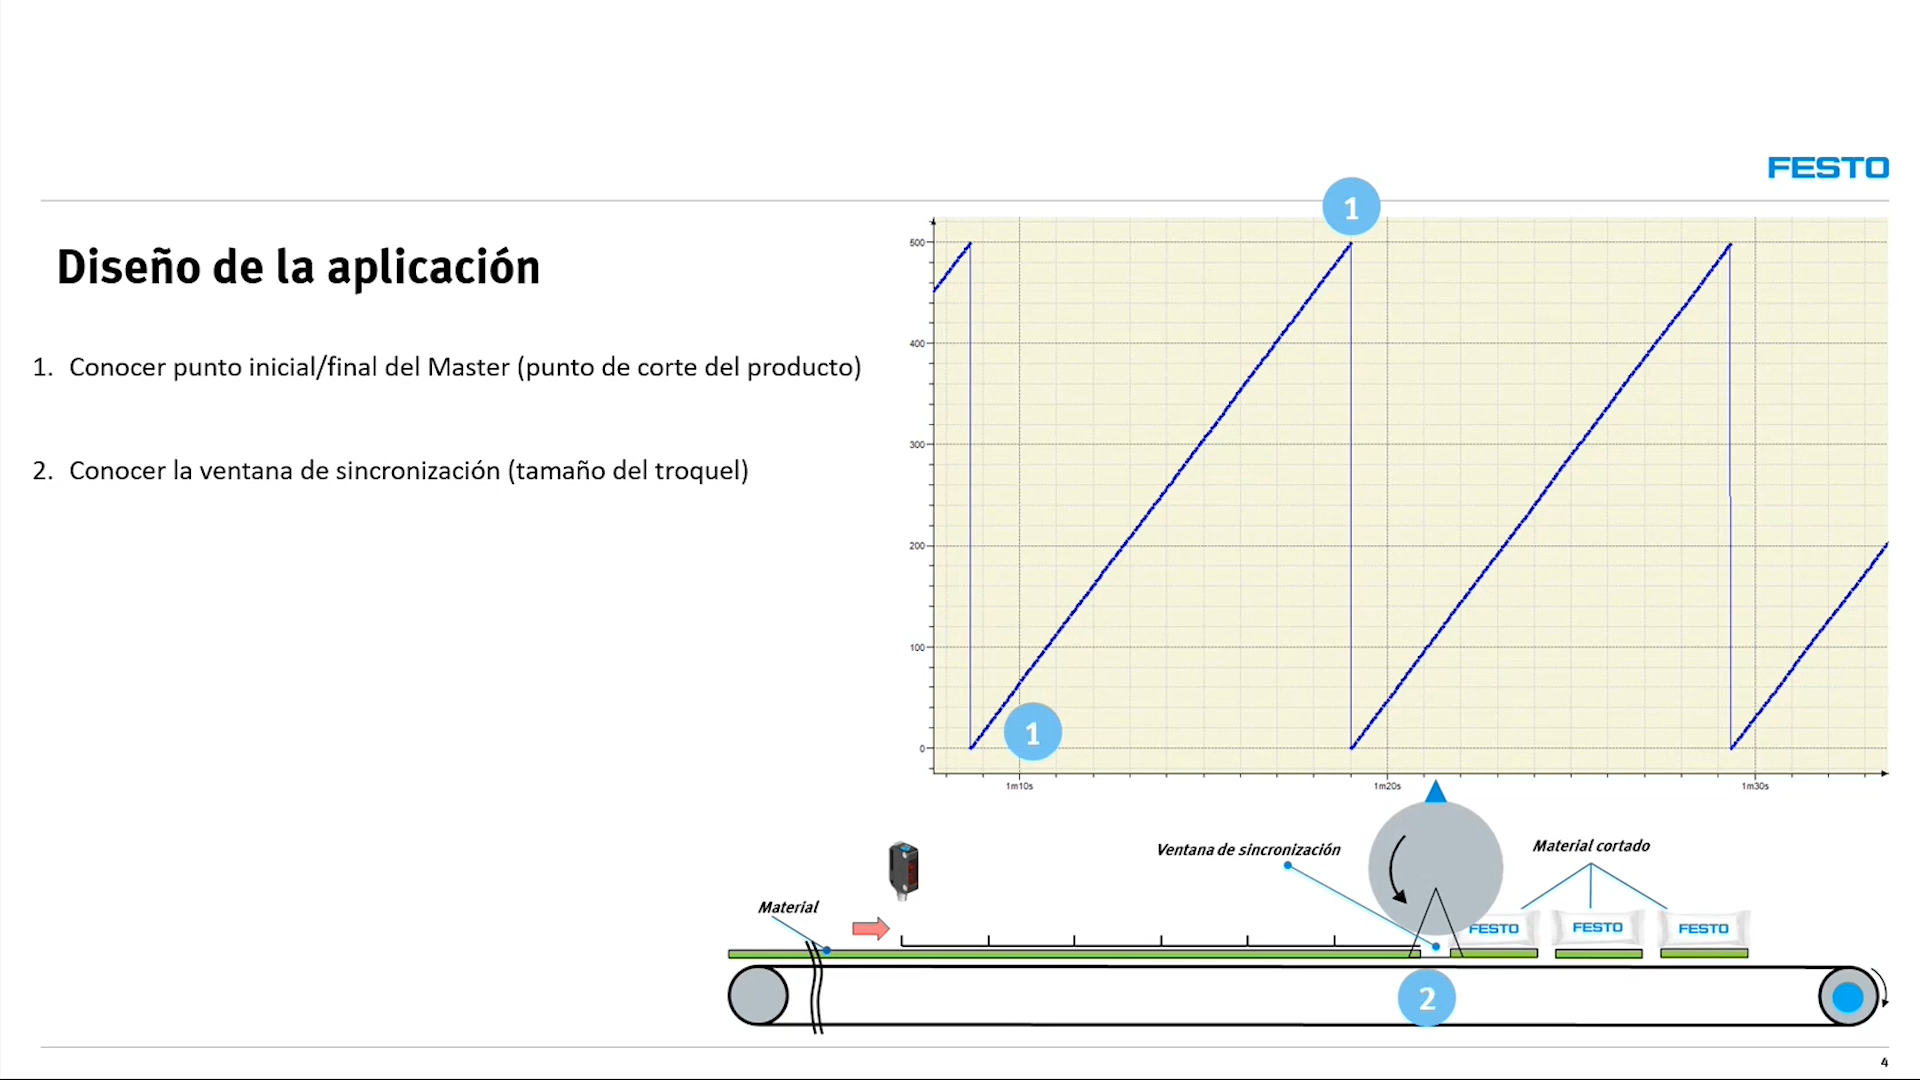 FESTO
Diseño de la aplicación
1. Conocer punto inicial/final del Master (punto de corte del producto)
2. Conocer la ventana de sincronización (tamaño del troquel)
1
500
400
300
200
100
0
1
1m10s
1m20s
1m30s
Ventana de sincronización
Material cortado
Material
FESTO
FESTO
FESTO
2
4